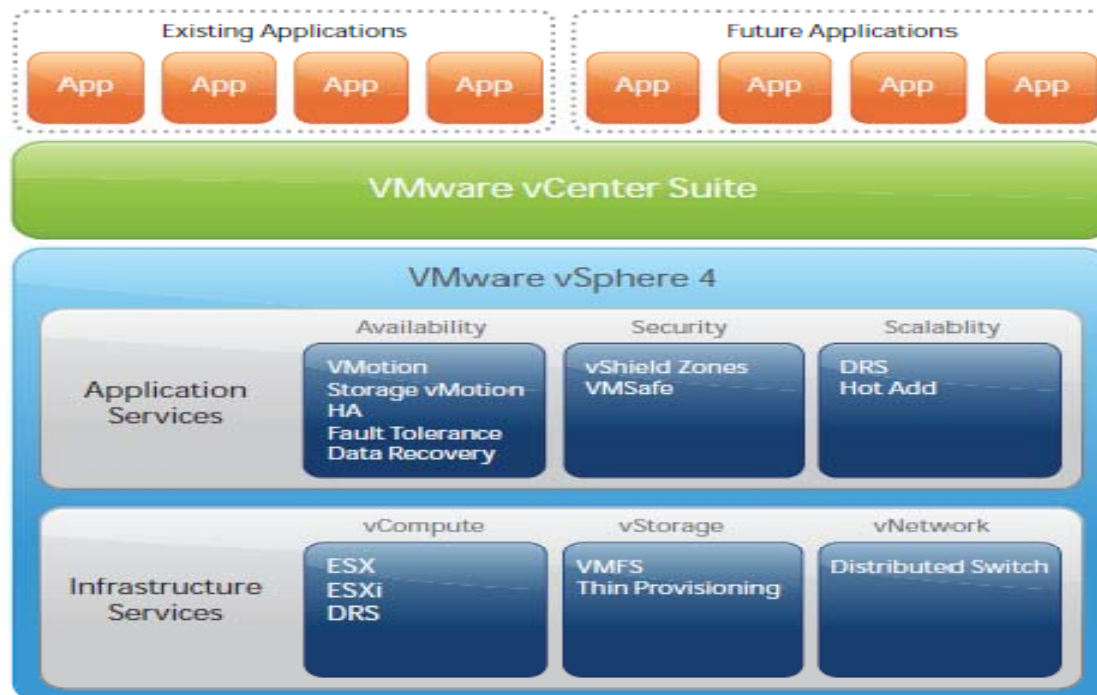 Existing Applications
App App App App
Future Applications
App App App App
VMware vCenter Suite
VMware vSphere 4
Application
Services
Availability
VMotion
Storage vMotion
HA
Fault Tolerance
Data Recovery
Security
vShield Zones
VMSafe
Scalablity
DRS
Hot Add
Infrastructure
Services
vCompute
ESX
ESXi
DRS
vStorage
VMFS
Thin Provisioning
vNetwork
Distributed Switch